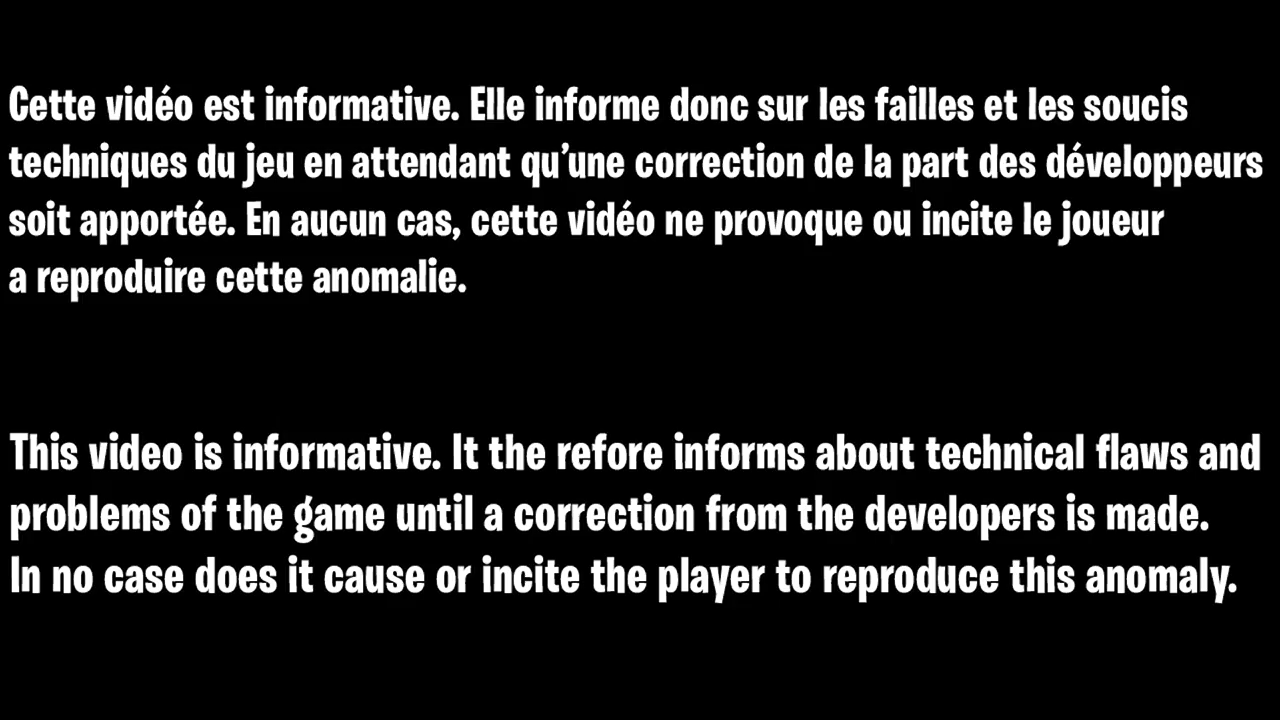 Cette vidéo est informative. Elle informe donc sur les failles et les soucis
techniques du jeu en attendant qu’une correction de la part des développeurs
soit apportée. En aucun cas, cette vidéo ne provoque ou incite le joueur
a reproduire cette anomalie.
This video is informative. It the refore informs about technical flaws and
problems of the game until a correction from the developers is made.
In no case does it cause or incite the player to reproduce this anomaly.